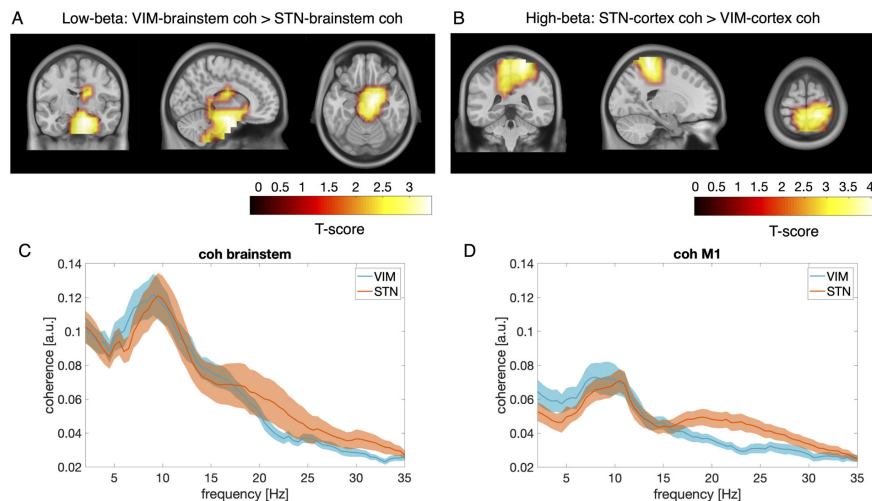 A
Low-beta: VIM-brainstem coh > STN-brainstem coh
0 0.5 1 1.5 2 2.5 3
T-score
B
High-beta: STN-cortex coh > VIM-cortex coh
0 0.5 1 1.5 2 2.5 3 3.5 4
T-score
C
coh brainstem
VIM
STN
0.14
0.12
0.1
0.08
0.06
0.04
0.02
coherence [a.u.]
5 10 15 20 25 30 35
frequency [Hz]
D
coh M1
VIM
STN
0.14
0.12
0.1
0.08
0.06
0.04
0.02
coherence [a.u.]
5 10 15 20 25 30 35
frequency [Hz]